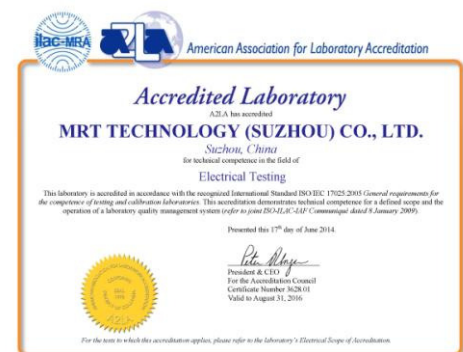 ilac-MRA
A2LA
American Association for Laboratory Accreditation
Accredited Laboratory
A2LA has accredited
MRT TECHNOLOGY (SUZHOU) CO., LTD.
Suzhou, China
for technical competence in the field of
Electrical Testing
This laboratory is accredited in accordance with the recognized International Standard ISO/IEC 17025:2005 General requirements for
the competence of testing and calibration laboratories. This accreditation demonstrates technical competence for a defined scope and the
operation of a laboratory quality management system (refer to joint ISO-ILAC-IAF Communiqué dated 8 January 2009).
Presented this 17th day of June 2014.
President & CEO
For the Accreditation Council
Certificate Number 3628.01
Valid to August 31, 2016
A2LA
For the tests to which this accreditation applies, please refer to the laboratory's Electrical Scope of Accreditation.